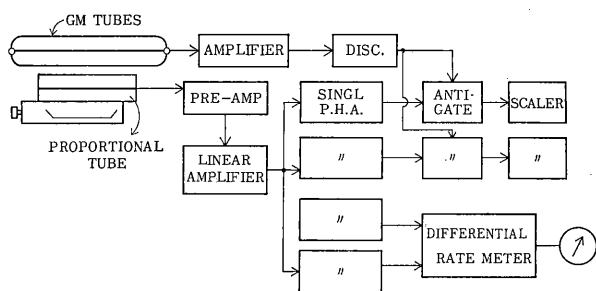 GM TUBES
AMPLIFIER
DISC.
PRE-AMP
SINGL
P.H.A.
ANTI-
GATE
SCALER
PROPORTIONAL
TUBE
LINEAR
AMPLIFIER
〃
〃
〃
〃
〃
DIFFERENTIAL
RATE METER